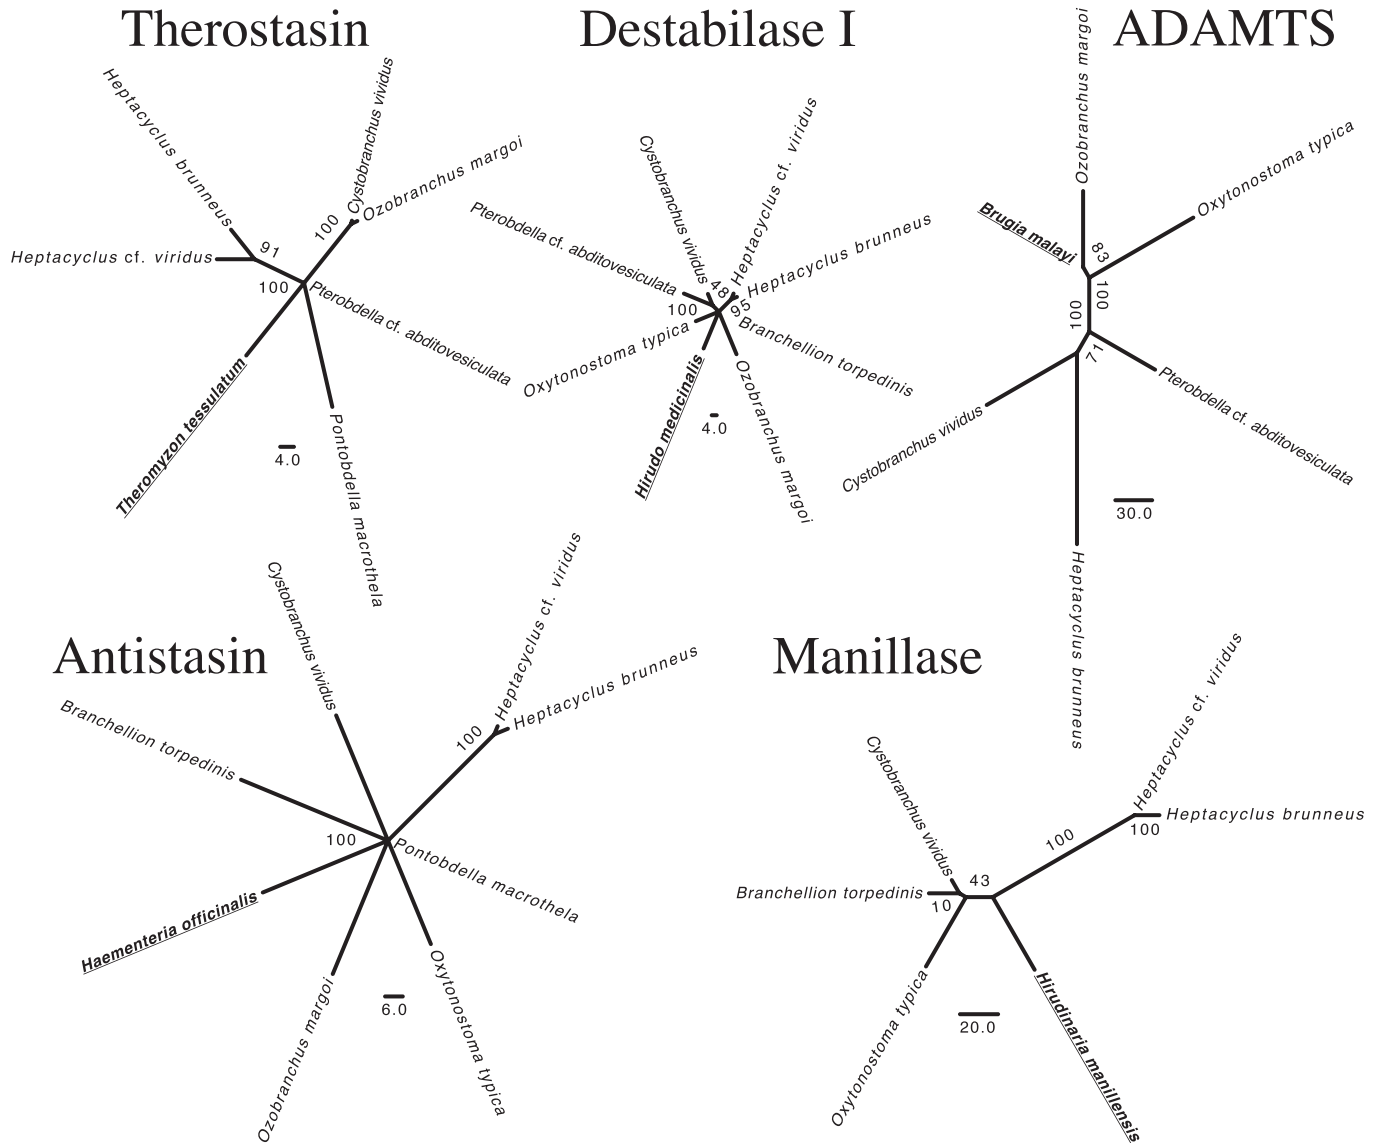 Therostasin
Destabilase I
ADAMTS
Heptacyclus brunneus
Cystobranchus vividus
Ozobranchus margoi
Heptacyclus cf. viridus
91
100
100
Pterobdella cf. abditovesiculata
Theromyzon tessulatum
Pontobdella macrothela
4.0
Cystobranchus vividus
Heptacyclus cf. viridus
Pterobdella cf. abditovesiculata
Heptacyclus brunneus
48
95
100
Oxytonostoma typica
Branchellion torpedinis
Hirudo medicinalis
Ozobranchus margoi
4.0
Ozobranchus margoi
Oxytonostoma typica
Brugia malayi
83
100
100
71
Cystobranchus vividus
Pterobdella cf. abditovesiculata
30.0
Heptacyclus brunneus
Antistasin
Manillase
Cystobranchus vividus
Heptacyclus cf. viridus
Heptacyclus brunneus
Branchellion torpedinis
100
100
Pontobdella macrothela
Haementeria officinalis
Ozobranchus margoi
Oxytonostoma typica
6.0
Heptacyclus cf. viridus
Cystobranchus vividus
Heptacyclus brunneus
100
100
43
Branchellion torpedinis
10
Oxytonostoma typica
Hirudinaria manillensis
20.0